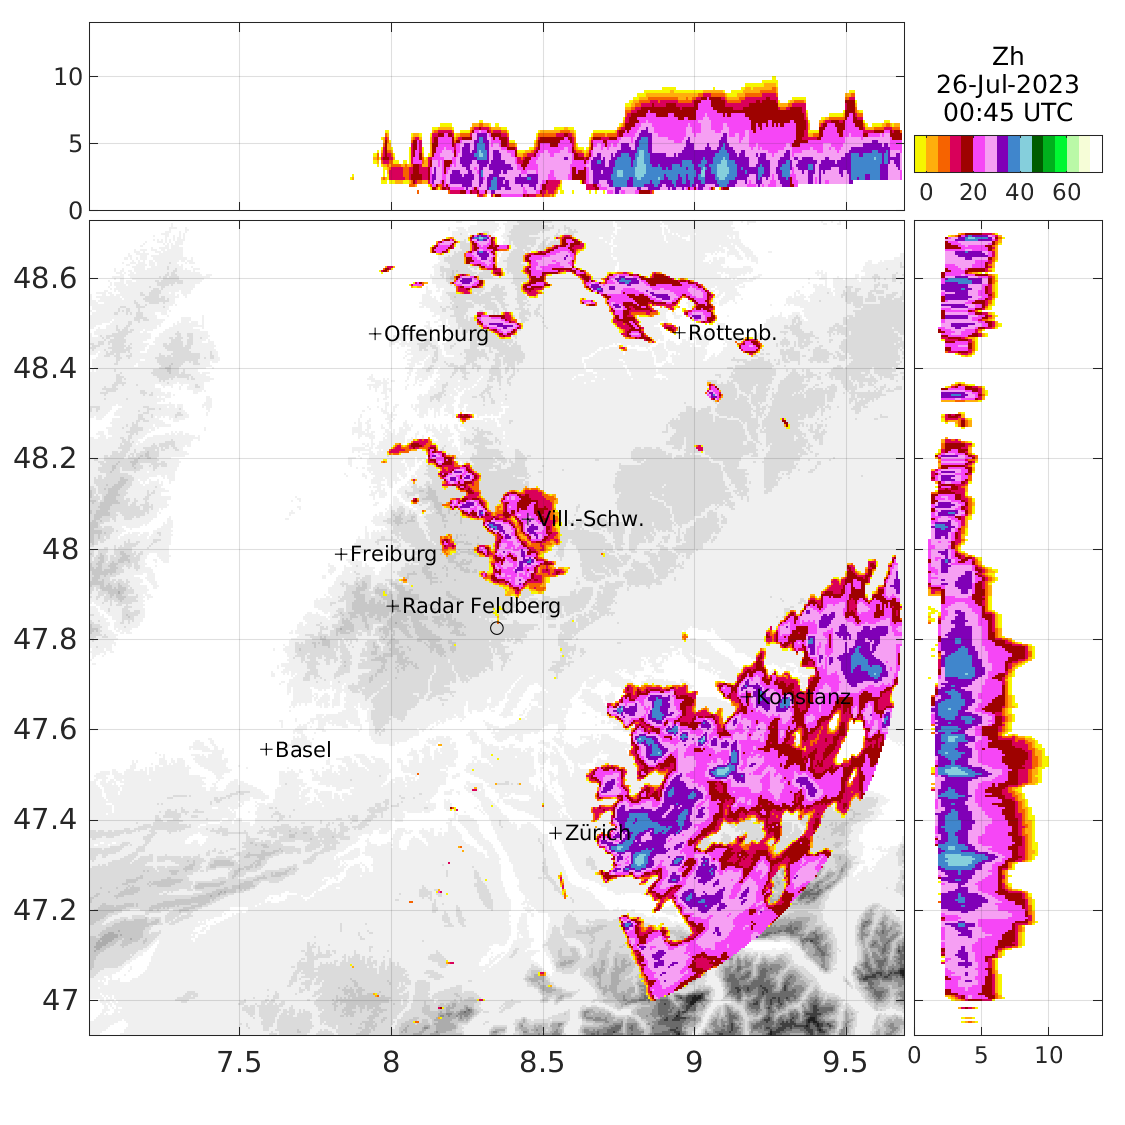 10
5
0
Zh
26-Jul-2023
00:45 UTC
0 20 40 60
48.6
48.4
48.2
48
47.8
47.6
47.4
47.2
47
+Offenburg
+Rottenb.
+Vill.-Schw.
+Freiburg
+Radar Feldberg
+Konstanz
+Basel
+Zürich
7.5 8 8.5 9 9.5
0 5 10